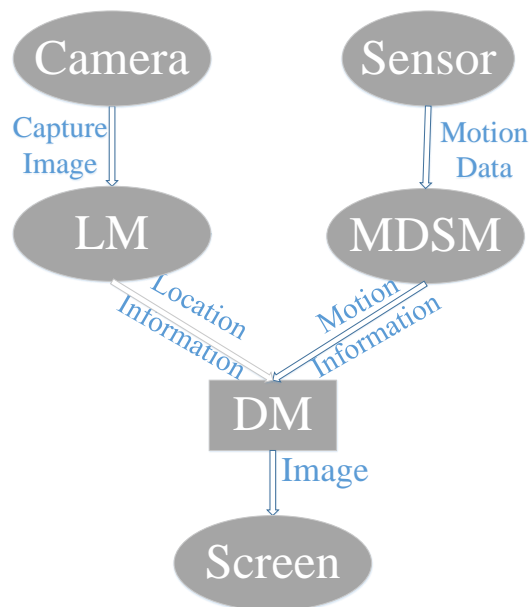 Camera
Sensor
Capture
Image
Motion
Data
LM
MDSM
Location
Information
Motion
Information
DM
Image
Screen